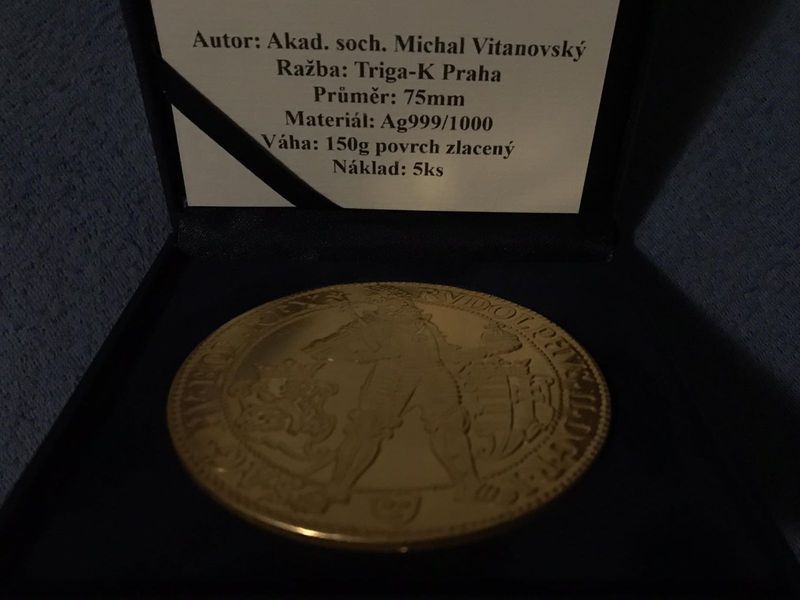 Autor: Akad. soch. Michal Vitanovský
Ražba: Triga-K Praha
Průměr: 75mm
Materiál: Ag999/1000
Váha: 150g povrch zlacený
Náklad: 5ks
RVDOLPHVS